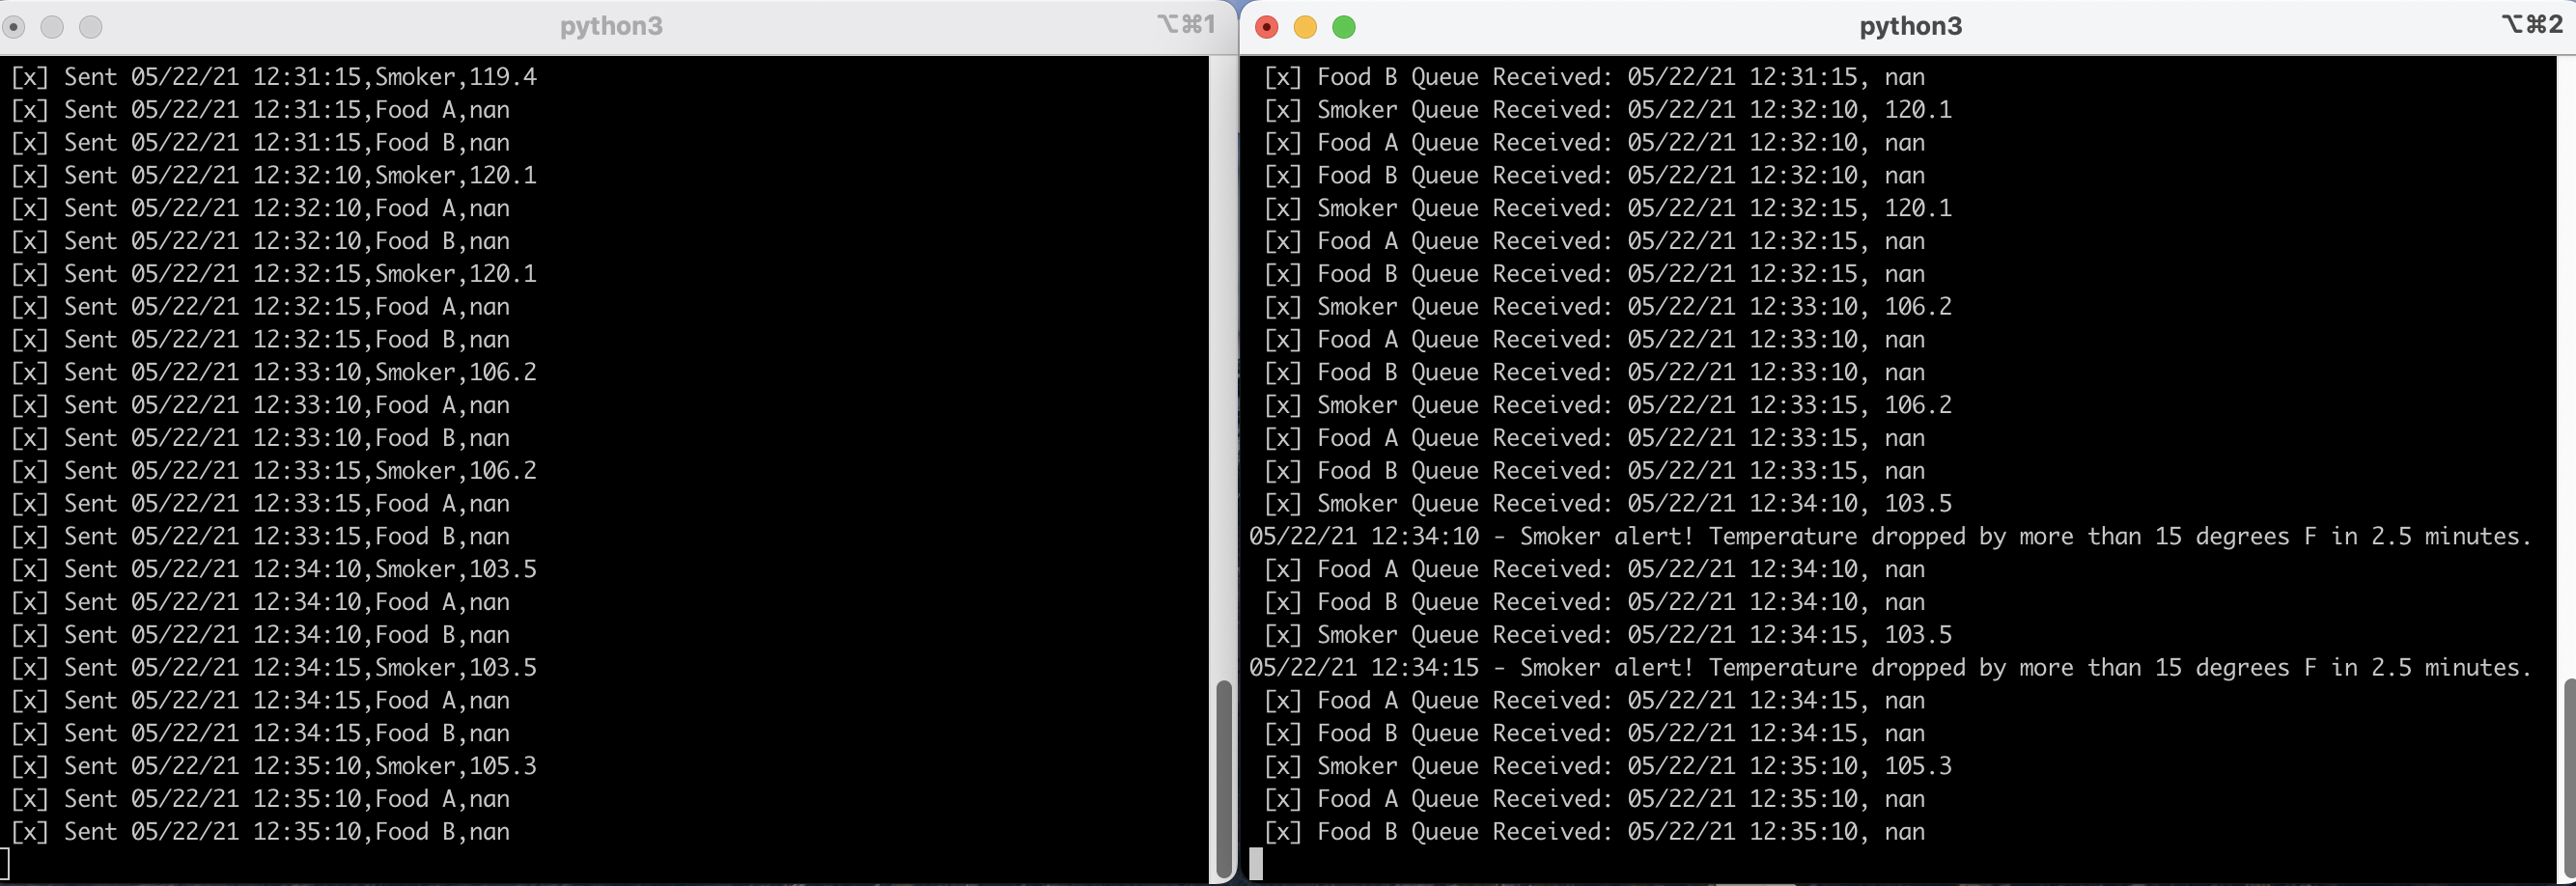 python3
⌥⌘1
[x] Sent 05/22/21 12:31:15,Smoker,119.4
[x] Sent 05/22/21 12:31:15,Food A,nan
[x] Sent 05/22/21 12:31:15,Food B,nan
[x] Sent 05/22/21 12:32:10,Smoker,120.1
[x] Sent 05/22/21 12:32:10,Food A,nan
[x] Sent 05/22/21 12:32:10,Food B,nan
[x] Sent 05/22/21 12:32:15,Smoker,120.1
[x] Sent 05/22/21 12:32:15,Food A,nan
[x] Sent 05/22/21 12:32:15,Food B,nan
[x] Sent 05/22/21 12:33:10,Smoker,106.2
[x] Sent 05/22/21 12:33:10,Food A,nan
[x] Sent 05/22/21 12:33:10,Food B,nan
[x] Sent 05/22/21 12:33:15,Smoker,106.2
[x] Sent 05/22/21 12:33:15,Food A,nan
[x] Sent 05/22/21 12:33:15,Food B,nan
[x] Sent 05/22/21 12:34:10,Smoker,103.5
[x] Sent 05/22/21 12:34:10,Food A,nan
[x] Sent 05/22/21 12:34:10,Food B,nan
[x] Sent 05/22/21 12:34:15,Smoker,103.5
[x] Sent 05/22/21 12:34:15,Food A,nan
[x] Sent 05/22/21 12:34:15,Food B,nan
[x] Sent 05/22/21 12:35:10,Smoker,105.3
[x] Sent 05/22/21 12:35:10,Food A,nan
[x] Sent 05/22/21 12:35:10,Food B,nan
python3
⌥⌘2
[x] Food B Queue Received: 05/22/21 12:31:15, nan
[x] Smoker Queue Received: 05/22/21 12:32:10, 120.1
[x] Food A Queue Received: 05/22/21 12:32:10, nan
[x] Food B Queue Received: 05/22/21 12:32:10, nan
[x] Smoker Queue Received: 05/22/21 12:32:15, 120.1
[x] Food A Queue Received: 05/22/21 12:32:15, nan
[x] Food B Queue Received: 05/22/21 12:32:15, nan
[x] Smoker Queue Received: 05/22/21 12:33:10, 106.2
[x] Food A Queue Received: 05/22/21 12:33:10, nan
[x] Food B Queue Received: 05/22/21 12:33:10, nan
[x] Smoker Queue Received: 05/22/21 12:33:15, 106.2
[x] Food A Queue Received: 05/22/21 12:33:15, nan
[x] Food B Queue Received: 05/22/21 12:33:15, nan
[x] Smoker Queue Received: 05/22/21 12:34:10, 103.5
05/22/21 12:34:10 - Smoker alert! Temperature dropped by more than 15 degrees F in 2.5 minutes.
[x] Food A Queue Received: 05/22/21 12:34:10, nan
[x] Food B Queue Received: 05/22/21 12:34:10, nan
[x] Smoker Queue Received: 05/22/21 12:34:15, 103.5
05/22/21 12:34:15 - Smoker alert! Temperature dropped by more than 15 degrees F in 2.5 minutes.
[x] Food A Queue Received: 05/22/21 12:34:15, nan
[x] Food B Queue Received: 05/22/21 12:34:15, nan
[x] Smoker Queue Received: 05/22/21 12:35:10, 105.3
[x] Food A Queue Received: 05/22/21 12:35:10, nan
[x] Food B Queue Received: 05/22/21 12:35:10, nan